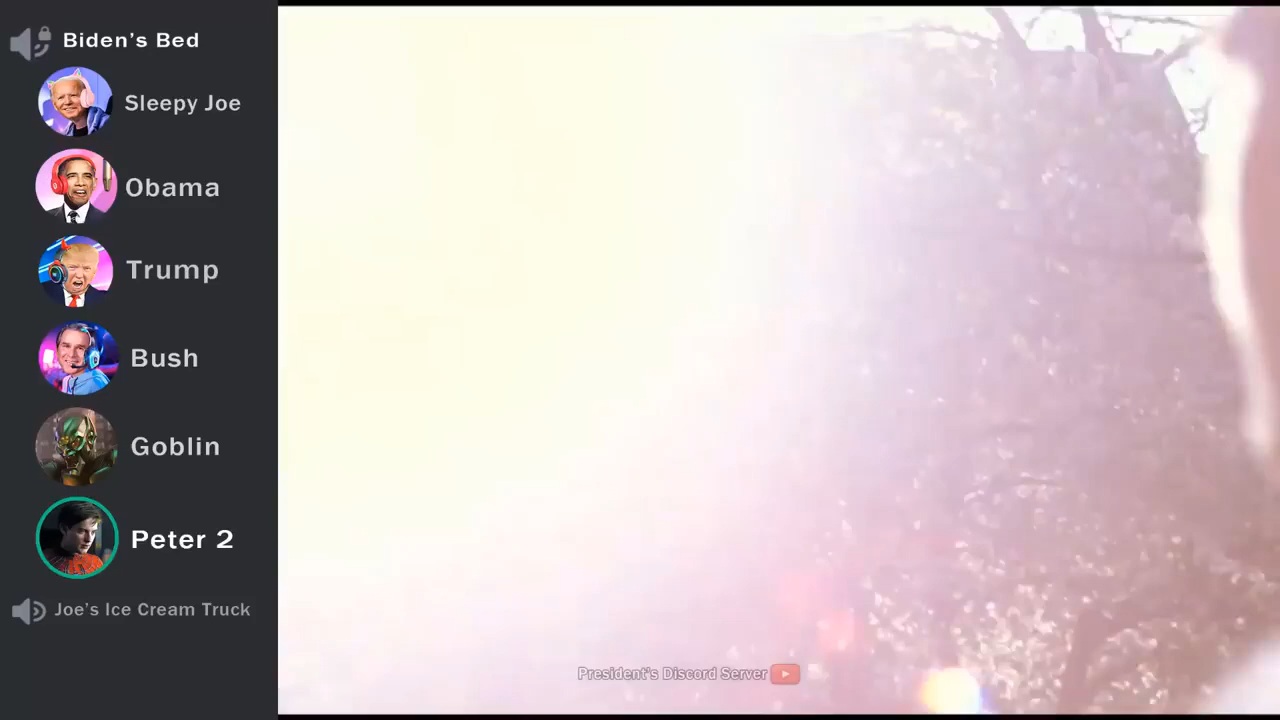 Biden's Bed
Sleepy Joe
Obama
Trump
Bush
Goblin
Peter 2
Joe's Ice Cream Truck
President's Discord Server